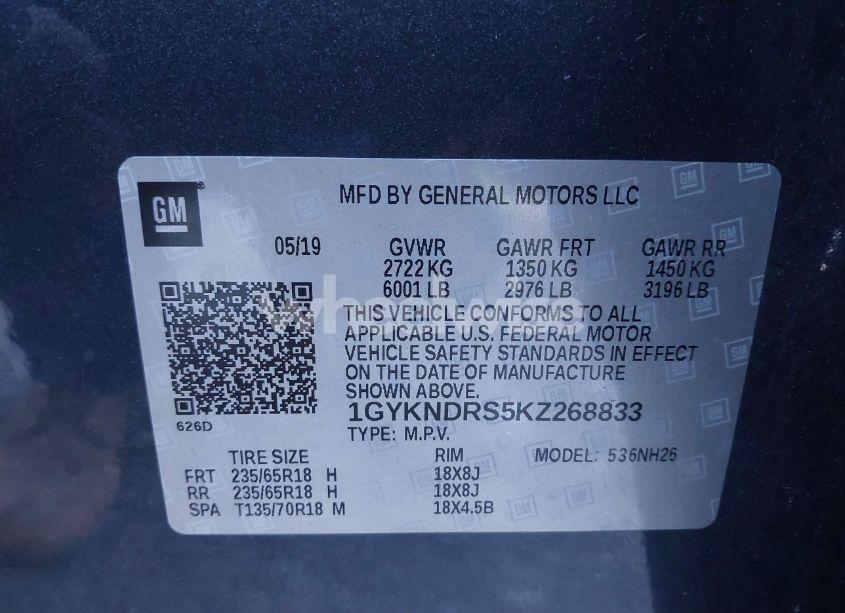 GM
MFD BY GENERAL MOTORS LLC
05/19 GVWR GAWR FRT GAWR RR
2722 KG 1350 KG 1450 KG
6001 LB 2976 LB 3196 LB
THIS VEHICLE CONFORMS TO ALL
APPLICABLE U.S. FEDERAL MOTOR
VEHICLE SAFETY STANDARDS IN EFFECT
ON THE DATE OF MANUFACTURE
SHOWN ABOVE.
626D
1GYKNDRS5KZ268833
TYPE: M.P.V.
TIRE SIZE RIM MODEL: 536NH26
FRT 235/65R18 H 18X8J
RR 235/65R18 H 18X8J
SPA T135/70R18 M 18X4.5B